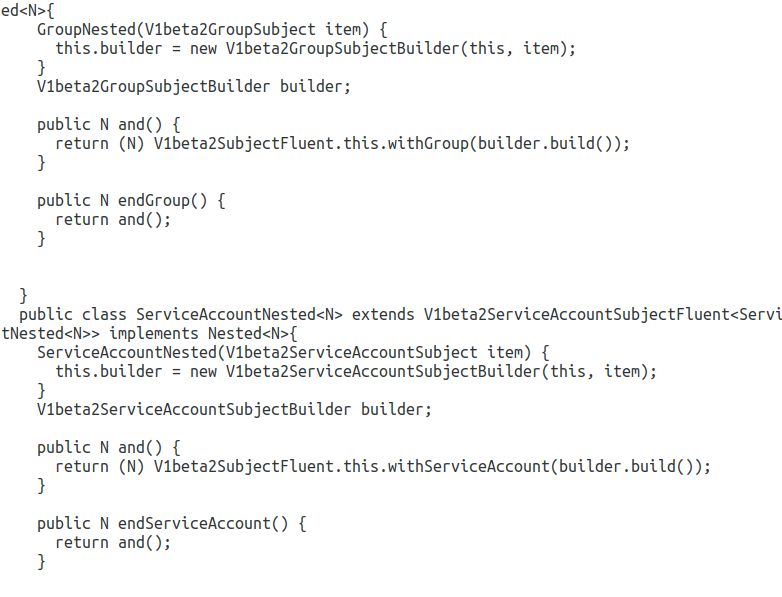 ed<N>{
    GroupNested(V1beta2GroupSubject item) {
      this.builder = new V1beta2GroupSubjectBuilder(this, item);
    }
    V1beta2GroupSubjectBuilder builder;

    public N and() {
      return (N) V1beta2SubjectFluent.this.withGroup(builder.build());
    }

    public N endGroup() {
      return and();
    }


  }
  public class ServiceAccountNested<N> extends V1beta2ServiceAccountSubjectFluent<Servi
tNested<N>> implements Nested<N>{
    ServiceAccountNested(V1beta2ServiceAccountSubject item) {
      this.builder = new V1beta2ServiceAccountSubjectBuilder(this, item);
    }
    V1beta2ServiceAccountSubjectBuilder builder;

    public N and() {
      return (N) V1beta2SubjectFluent.this.withServiceAccount(builder.build());
    }

    public N endServiceAccount() {
      return and();
    }